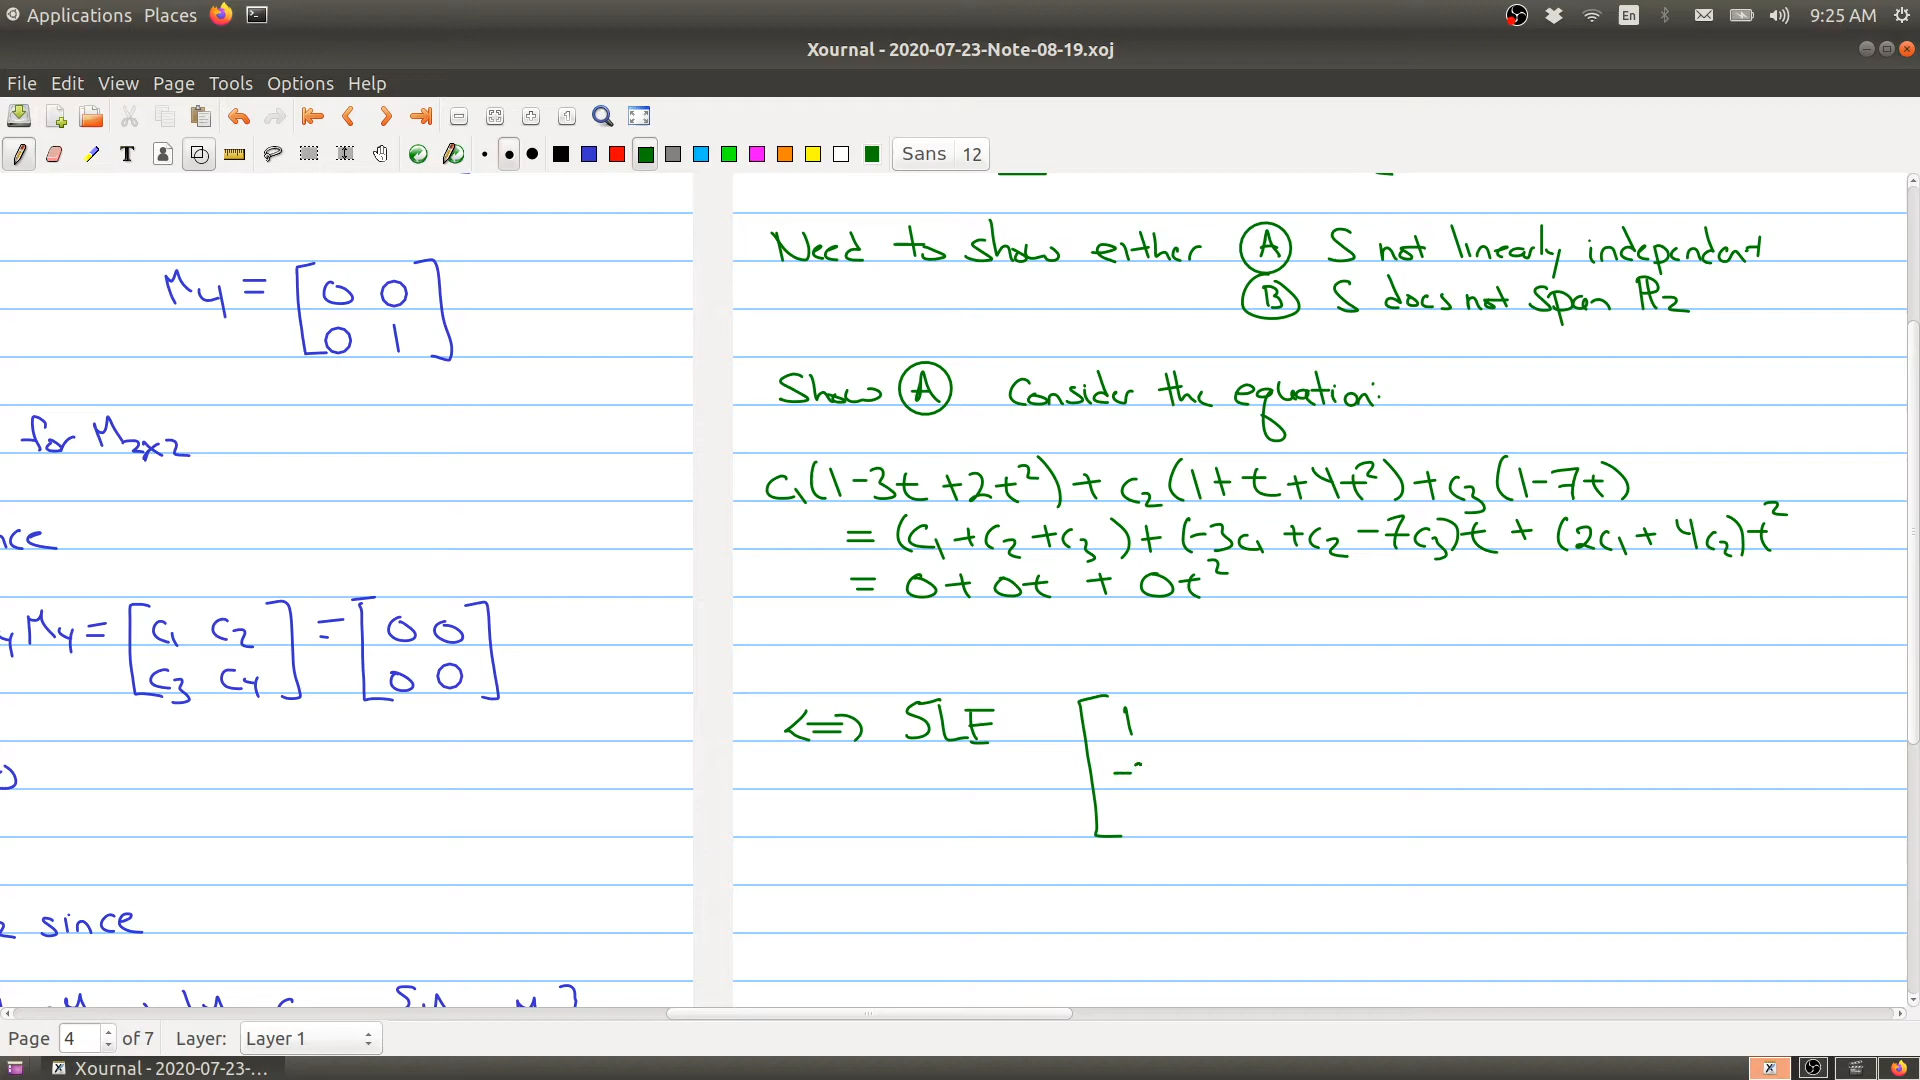 Applications Places En 9:25 AM
Xournal - 2020-07-23-Note-08-19.xoj
File Edit View Page Tools Options Help
T Sans 12
M4 = [0 0
0 1]
for M2x2
nce
M4 = [c1 c2
c3 c4] = [0 0
0 0]
since
Need to show either Ⓐ S not linearly independent
Ⓑ S does not span P2
Show Ⓐ Consider the equation:
c1(1-3t+2t²)+c2(1+t+4t²)+c3(1-7t)
= (c1+c2+c3)+(-3c1+c2-7c3)t+(2c1+4c2)t²
= 0+0t+0t²
<=> SLE [1
-
Page 4 of 7 Layer: Layer 1
Xournal - 2020-07-23-...